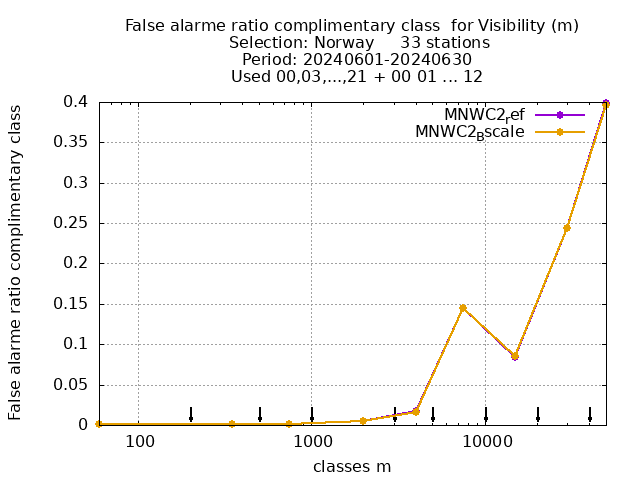 False alarme ratio complimentary class  for Visibility (m)
Selection: Norway     33 stations
Period: 20240601-20240630
Used 00,03,...,21 + 00 01 ... 12
False alarme ratio complimentary class
0.4
0.35
0.3
0.25
0.2
0.15
0.1
0.05
0
MNWC2ref
MNWC2Bscale
100
1000
10000
classes m